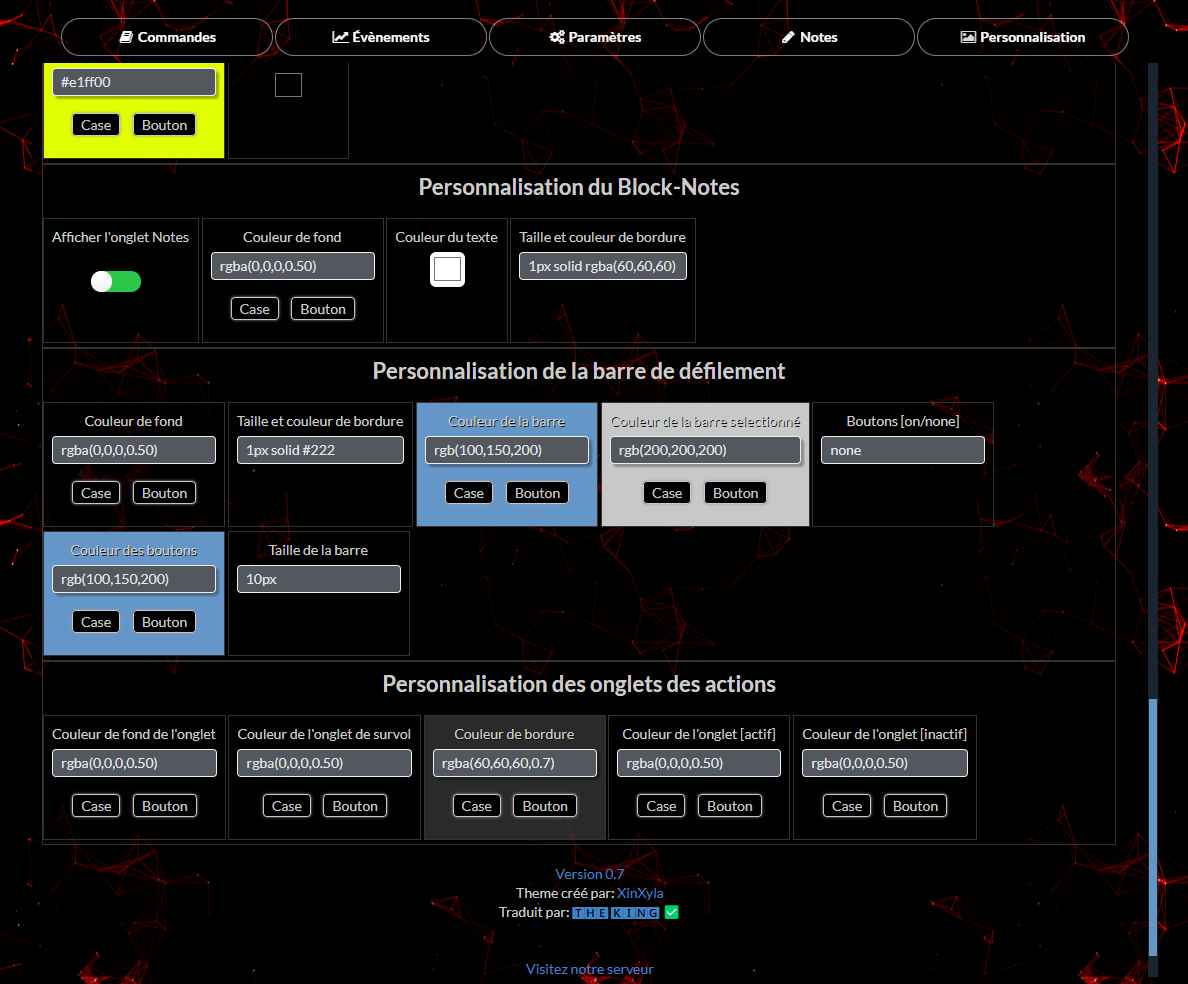 Commandes
Évènements
Paramètres
Notes
Personnalisation
#e1ff00
Case Bouton
Personnalisation du Block-Notes
Afficher l'onglet Notes
Couleur de fond
rgba(0,0,0,0.50)
Case Bouton
Couleur du texte
Taille et couleur de bordure
1px solid rgba(60,60,60)
Personnalisation de la barre de défilement
Couleur de fond
rgba(0,0,0,0.50)
Case Bouton
Taille et couleur de bordure
1px solid #222
Couleur de la barre
rgb(100,150,200)
Case Bouton
Couleur de la barre selectionné
rgb(200,200,200)
Case Bouton
Boutons [on/none]
none
Couleur des boutons
rgb(100,150,200)
Case Bouton
Taille de la barre
10px
Personnalisation des onglets des actions
Couleur de fond de l'onglet
rgba(0,0,0,0.50)
Case Bouton
Couleur de l'onglet de survol
rgba(0,0,0,0.50)
Case Bouton
Couleur de bordure
rgba(60,60,60,0.7)
Case Bouton
Couleur de l'onglet [actif]
rgba(0,0,0,0.50)
Case Bouton
Couleur de l'onglet [inactif]
rgba(0,0,0,0.50)
Case Bouton
Version 0.7
Theme créé par: XinXyla
Traduit par: THE KING
Visitez notre serveur